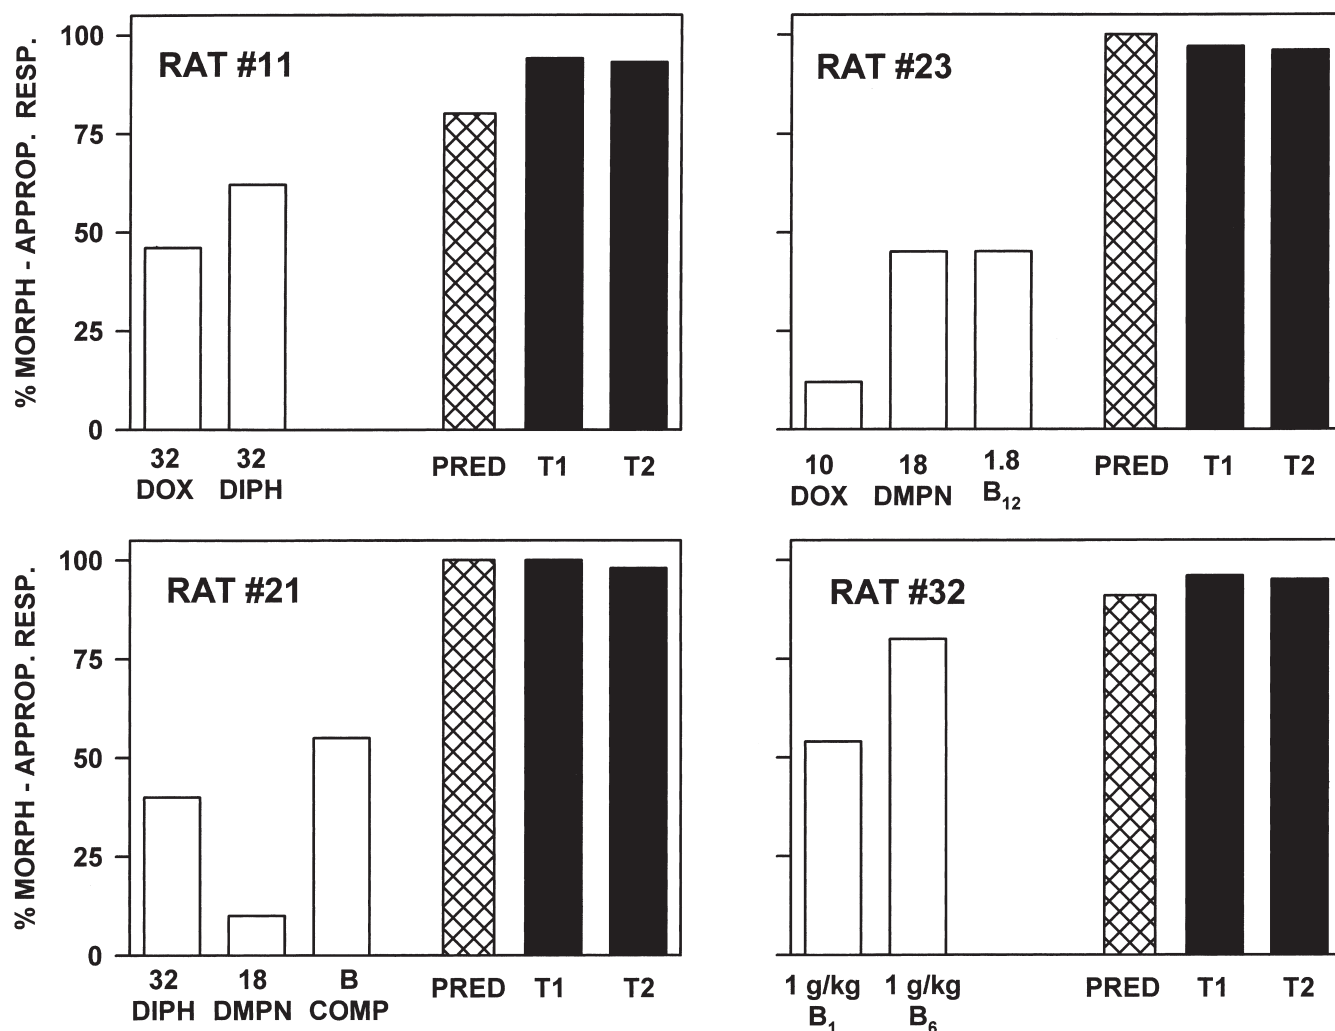 % MORPH - APPROP. RESP.
100
75
50
25
0
RAT #11
32 DOX
32 DIPH
PRED
T1
T2
RAT #23
10 DOX
18 DMPN
1.8 B12
PRED
T1
T2
% MORPH - APPROP. RESP.
100
75
50
25
0
RAT #21
32 DIPH
18 DMPN
B COMP
PRED
T1
T2
RAT #32
1 g/kg B1
1 g/kg B6
PRED
T1
T2